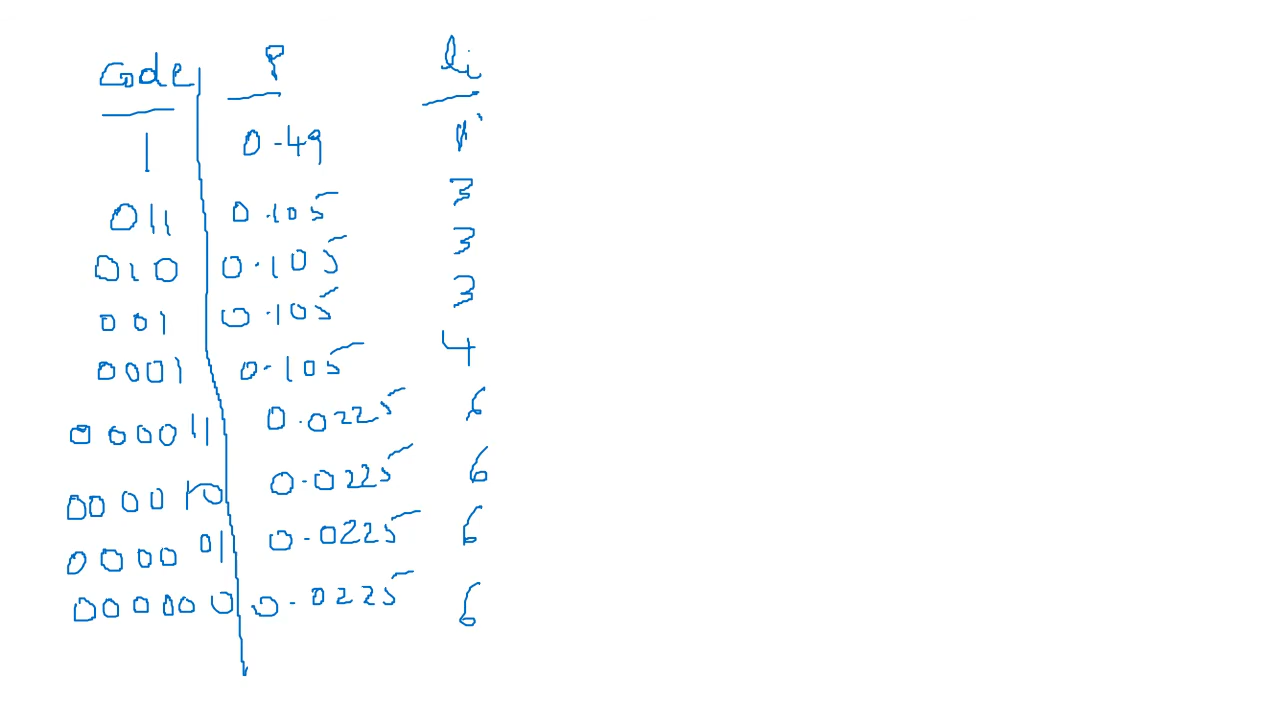 Code P li
1 0.49 1
011 0.105 3
010 0.105 3
001 0.105 3
0001 0.105 4
000011 0.0225 6
000010 0.0225 6
000001 0.0225 6
000000 0.0225 6